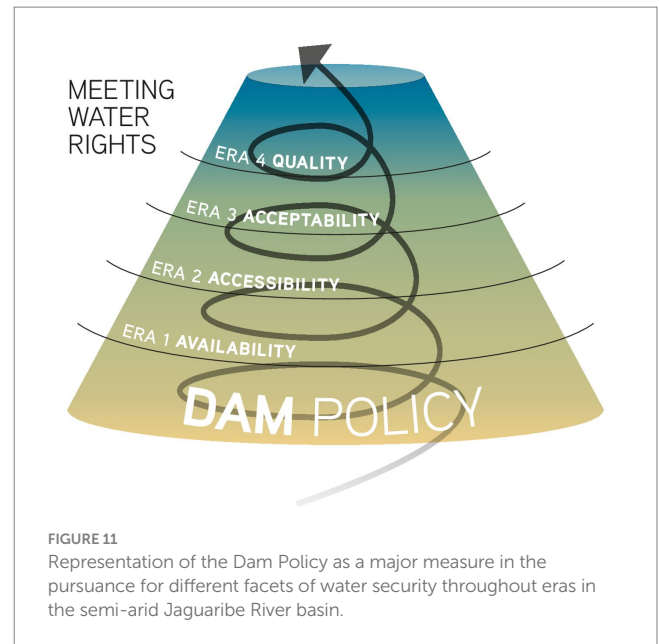 MEETING
WATER
RIGHTS
ERA 4 QUALITY
ERA 3 ACCEPTABILITY
ERA 2 ACCESSIBILITY
ERA 1 AVAILABILITY
DAM POLICY
FIGURE 11
Representation of the Dam Policy as a major measure in the
pursuance for different facets of water security throughout eras in
the semi-arid Jaguaribe River basin.